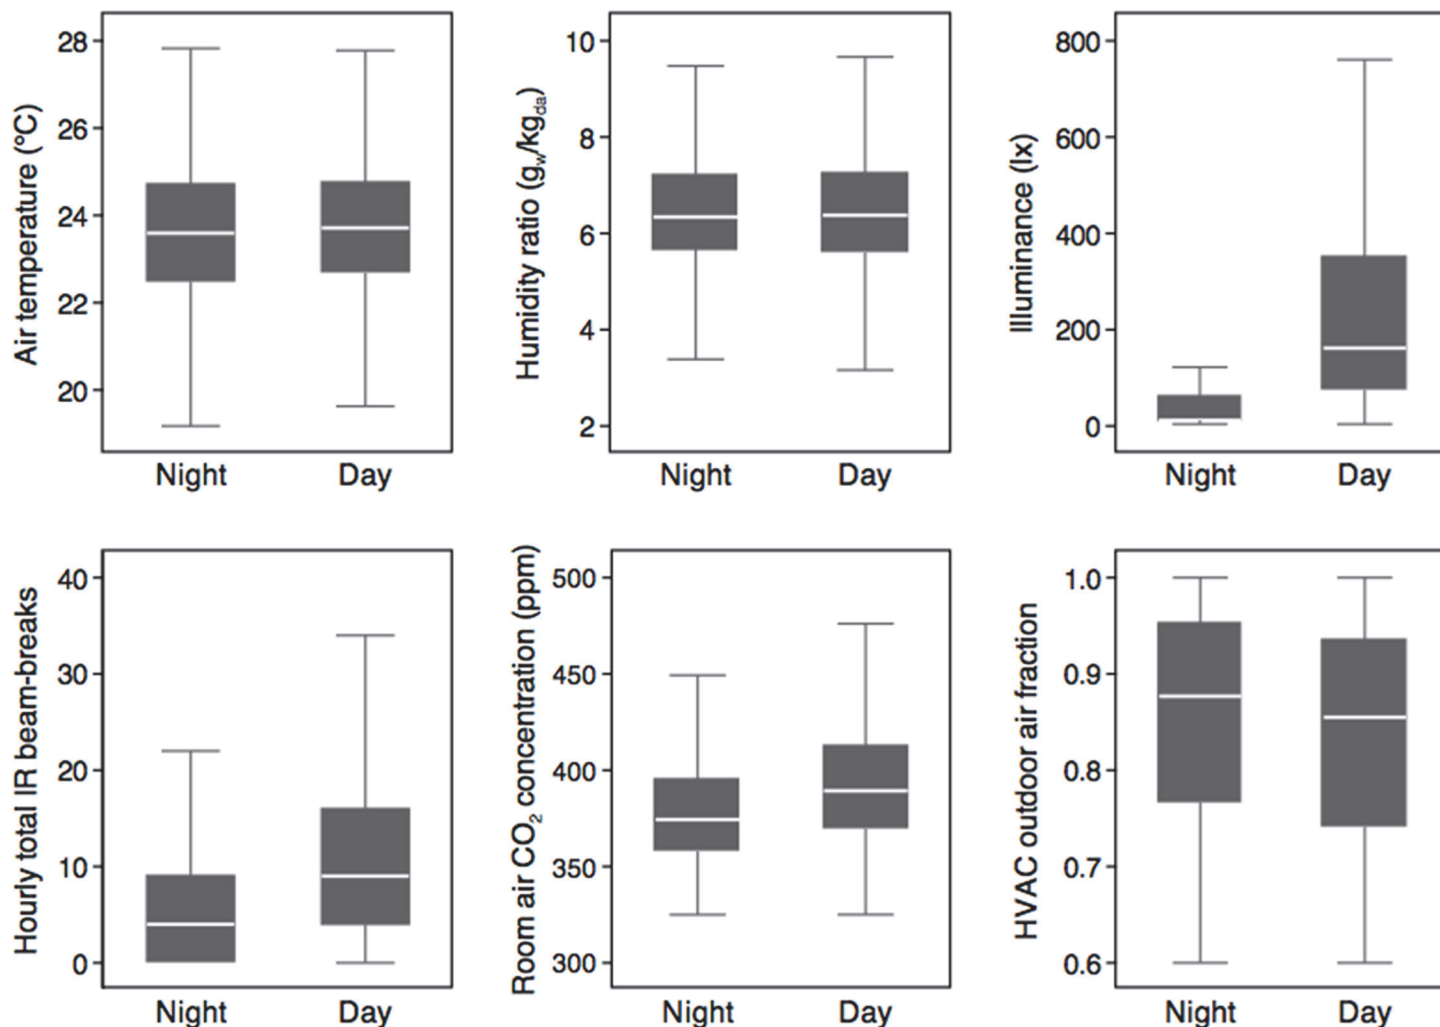 Air temperature (°C)
28
26
24
22
20
Night Day
Humidity ratio (g_w/kg_da)
10
8
6
4
2
Night Day
Illuminance (lx)
800
600
400
200
0
Night Day
Hourly total IR beam-breaks
40
30
20
10
0
Night Day
Room air CO₂ concentration (ppm)
500
450
400
350
300
Night Day
HVAC outdoor air fraction
1.0
0.9
0.8
0.7
0.6
Night Day